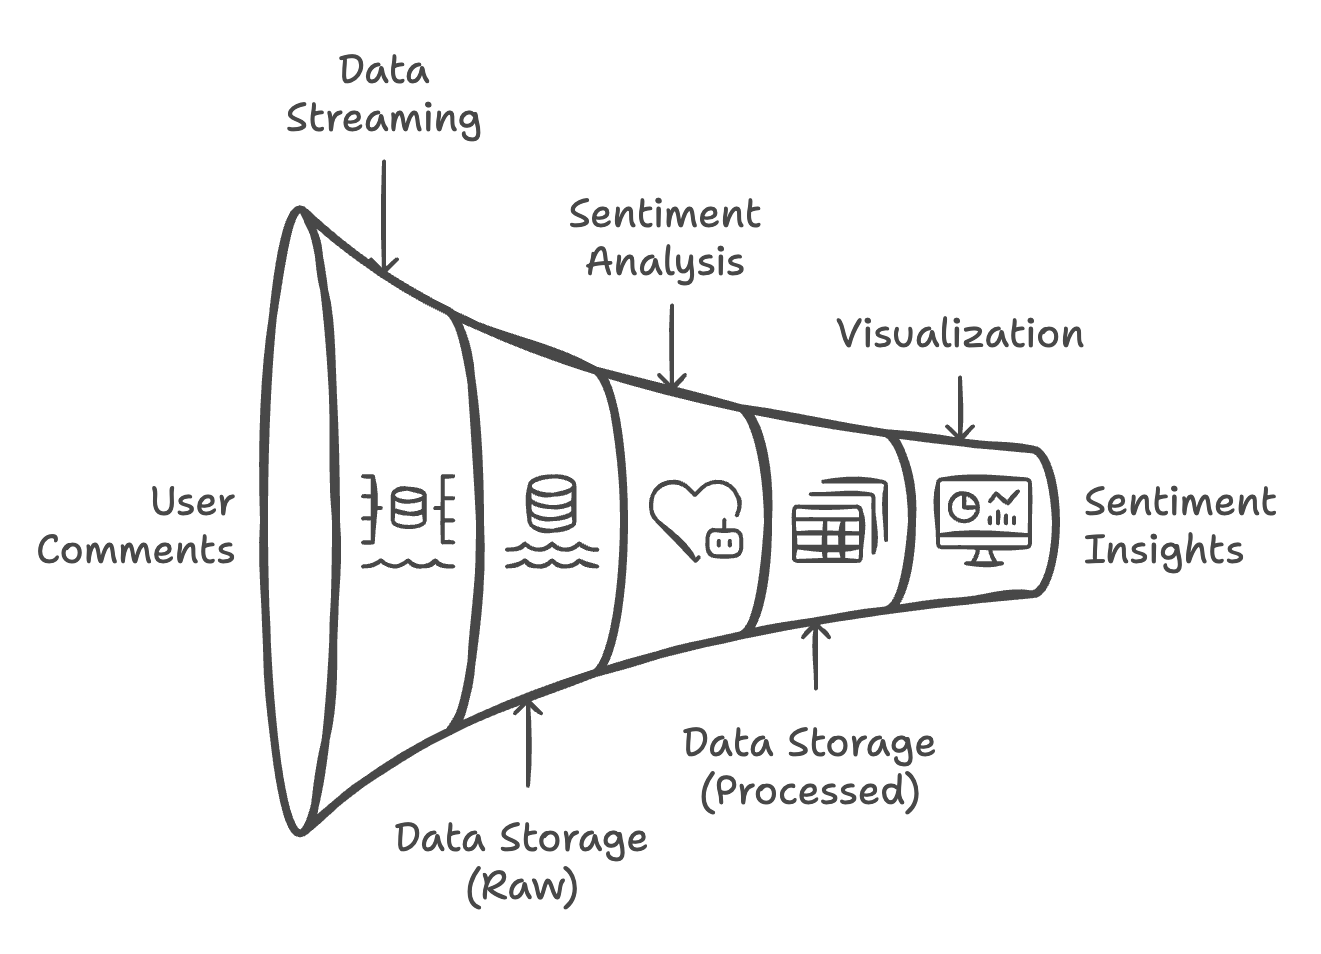 Data
Streaming
Sentiment
Analysis
Visualization
User
Comments
Sentiment
Insights
Data Storage
(Processed)
Data Storage
(Raw)